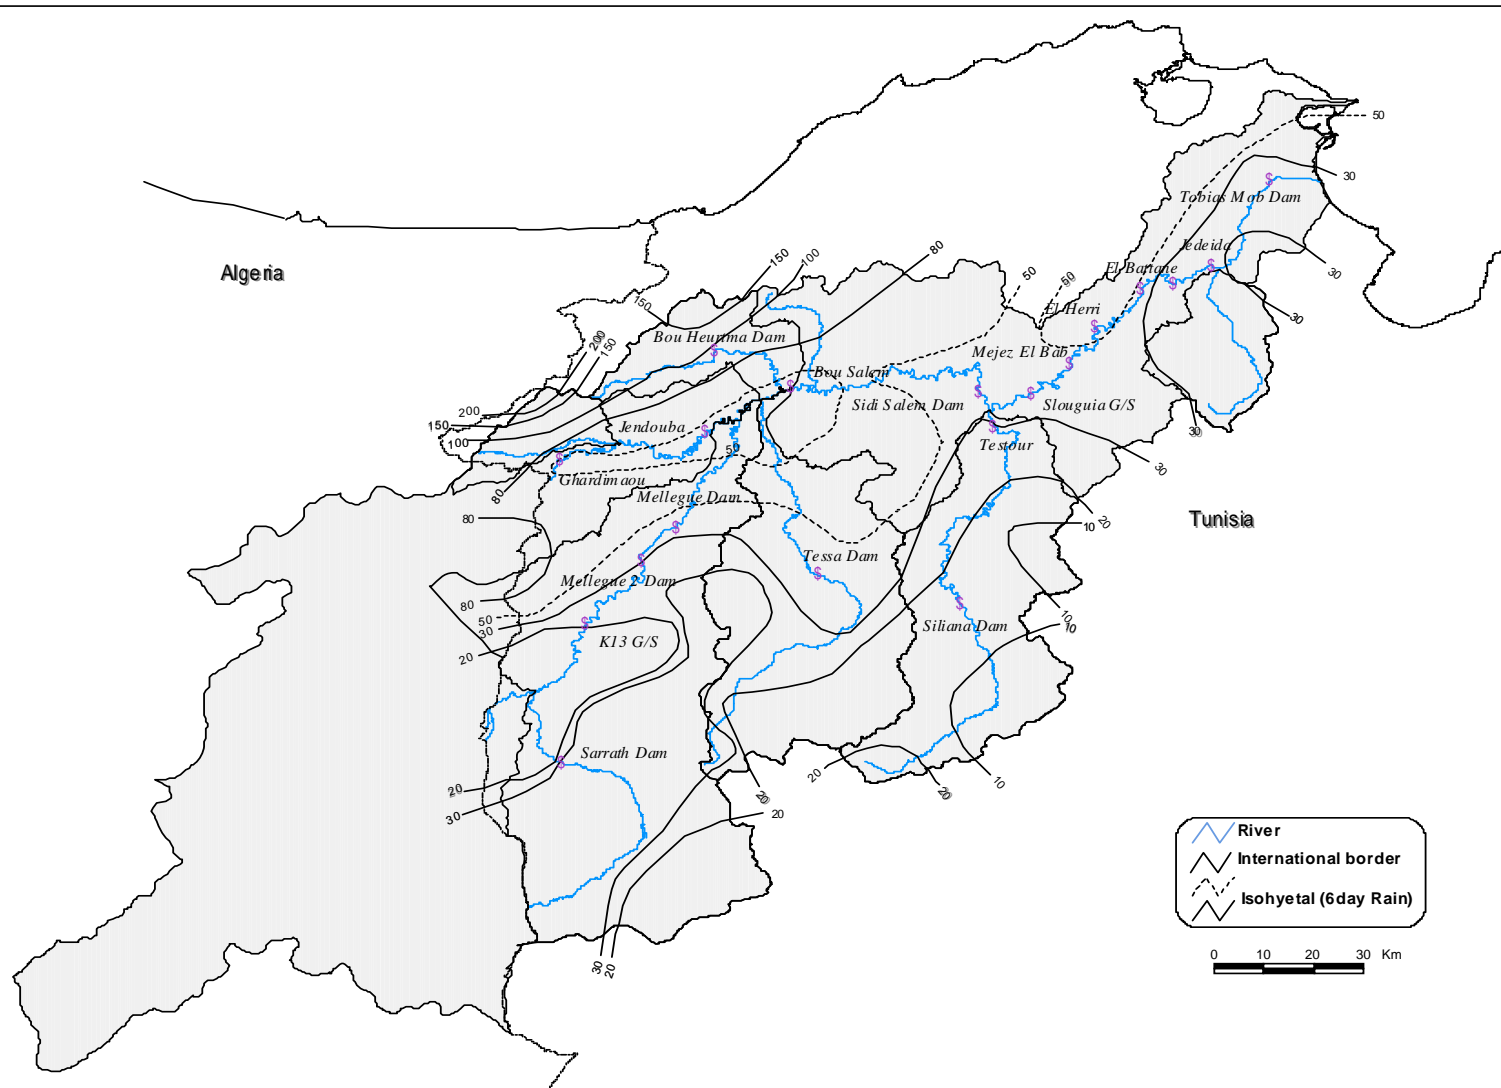 50
30
Tobias Mob Dam
Jedeida
30
El-Battane
80
150
100
50
50
Algeria
150
El-Herri
30
Bou Heurtma Dam
200
150
Mejez El Bab
Bou Salem
200
Sidi Salem Dam
Slouguia G/S
150
Jendouba
30
100
Testour
50
30
Ghardimaou
80
Mellegue Dam
80
20
10
Tunisia
Tessa Dam
Mellegue 2 Dam
80
50
10
30
Siliana Dam
10
K13 G/S
20
Sarrath Dam
20
20
10
20
30
20
20
30
20
River
International border
Isohyetal (6day Rain)
0 10 20 30 Km